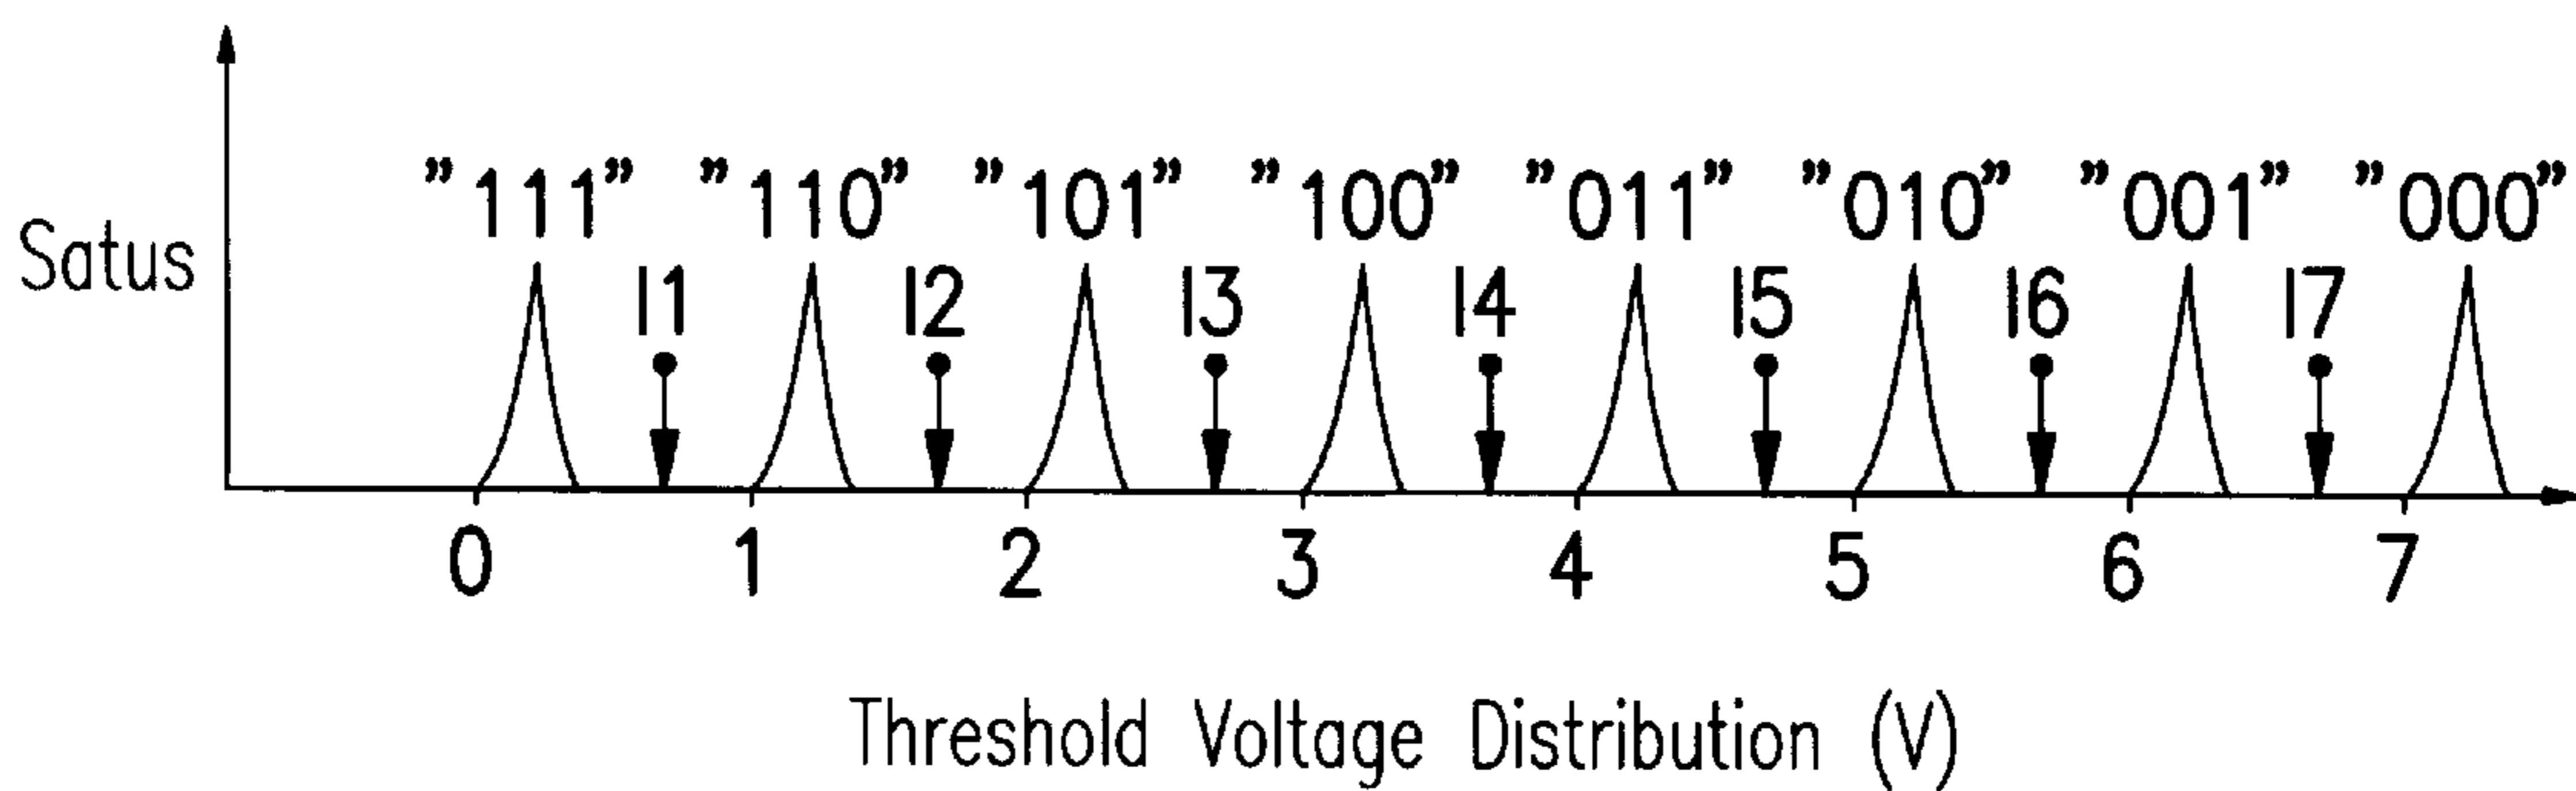 ”111” ”110” ”101” ”100” ”011” ”010” ”001” ”000”
Satus
I1 I2 I3 I4 I5 I6 I7
0 1 2 3 4 5 6 7
Threshold Voltage Distribution (V)